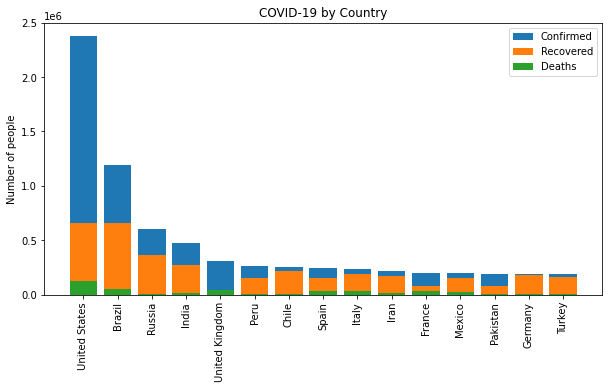 COVID-19 by Country
1e6
2.5
2.0
1.5
1.0
0.5
0.0
Number of people
Confirmed
Recovered
Deaths
United States
Brazil
Russia
India
United Kingdom
Peru
Chile
Spain
Italy
Iran
France
Mexico
Pakistan
Germany
Turkey